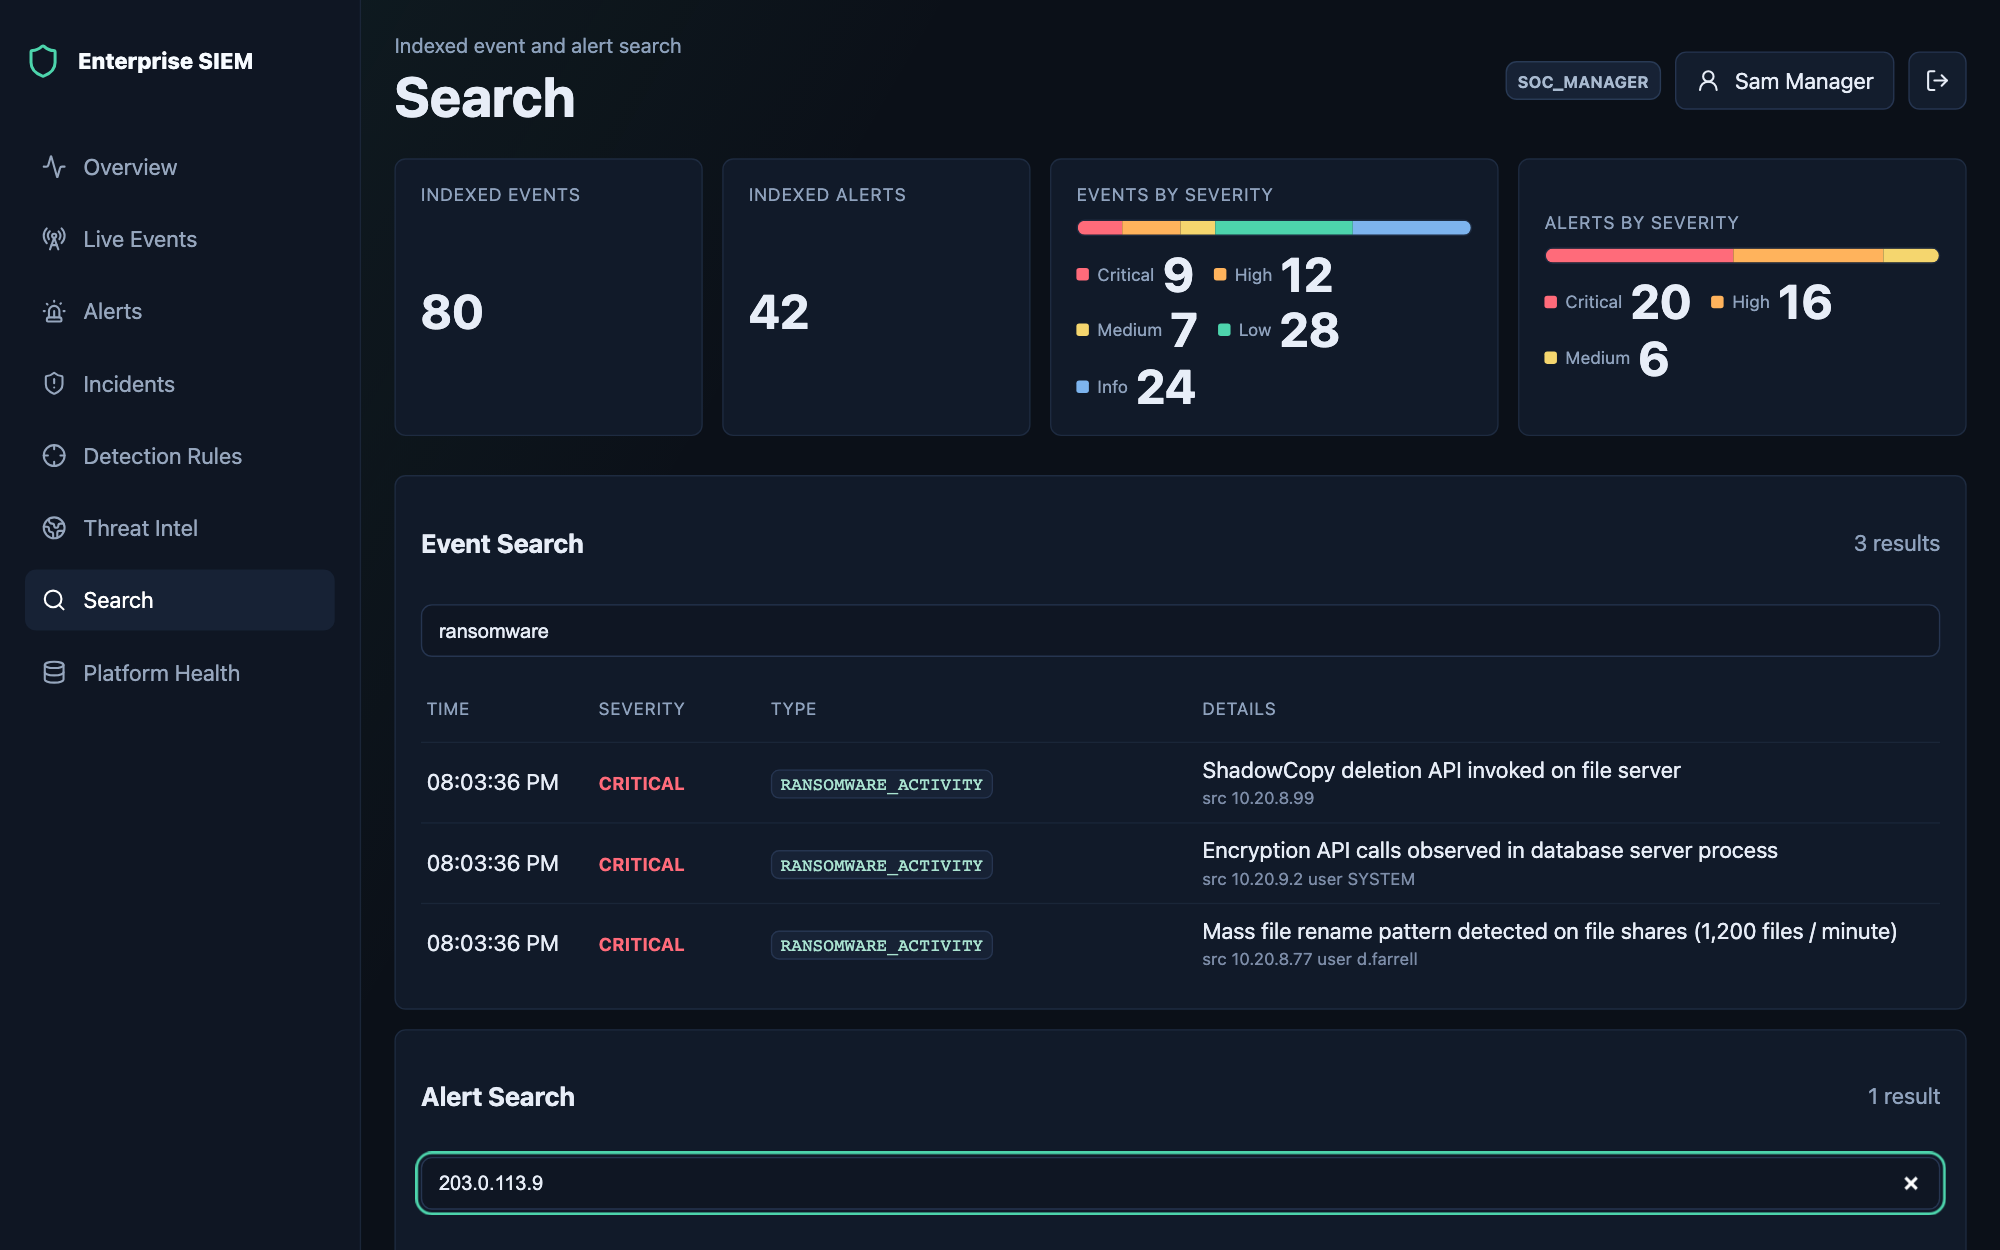 Enterprise SIEM
Overview
Live Events
Alerts
Incidents
Detection Rules
Threat Intel
Search
Platform Health
Indexed event and alert search
Search
SOC_MANAGER
Sam Manager
INDEXED EVENTS
80
INDEXED ALERTS
42
EVENTS BY SEVERITY
Critical 9 High 12
Medium 7 Low 28
Info 24
ALERTS BY SEVERITY
Critical 20 High 16
Medium 6
Event Search
3 results
ransomware
TIME SEVERITY TYPE DETAILS
08:03:36 PM CRITICAL RANSOMWARE_ACTIVITY ShadowCopy deletion API invoked on file server
src 10.20.8.99
08:03:36 PM CRITICAL RANSOMWARE_ACTIVITY Encryption API calls observed in database server process
src 10.20.9.2 user SYSTEM
08:03:36 PM CRITICAL RANSOMWARE_ACTIVITY Mass file rename pattern detected on file shares (1,200 files / minute)
src 10.20.8.77 user d.farrell
Alert Search
1 result
203.0.113.9